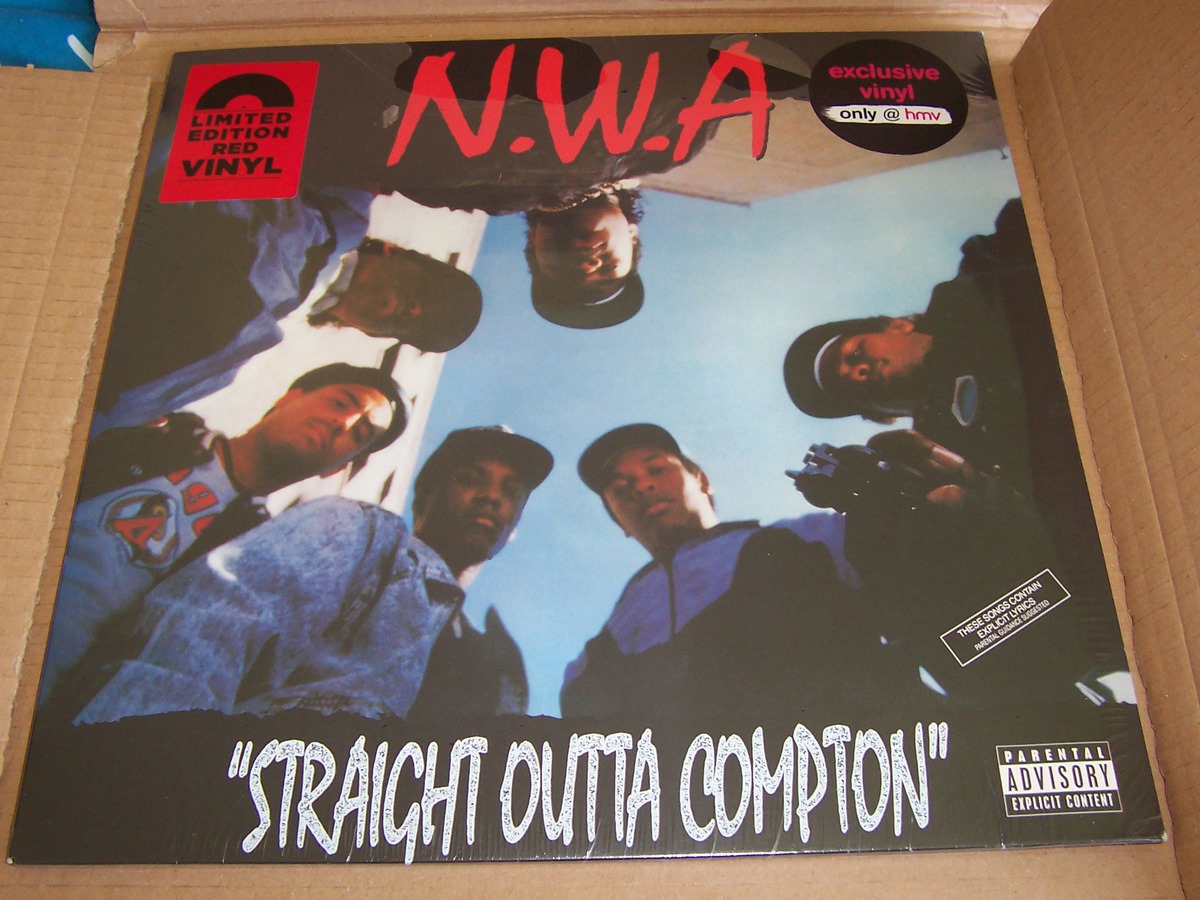 N.W.A
LIMITED
EDITION
RED
VINYL
exclusive
vinyl
only @ hmv
THESE SONGS CONTAIN
EXPLICIT LYRICS
PARENTAL GUIDANCE SUGGESTED
"STRAIGHT OUTTA COMPTON"
PARENTAL
ADVISORY
EXPLICIT CONTENT